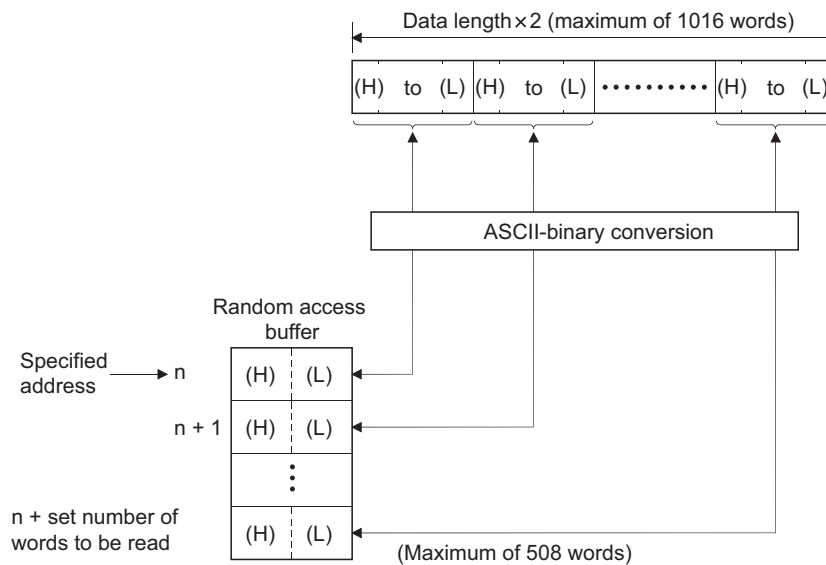 Data length×2 (maximum of 1016 words)
(H) to (L) (H) to (L) •••••••••• (H) to (L)
ASCII-binary conversion
Random access
buffer
Specified
address
n
(H) (L)
n + 1
(H) (L)
n + set number of
words to be read
(H) (L)
(Maximum of 508 words)